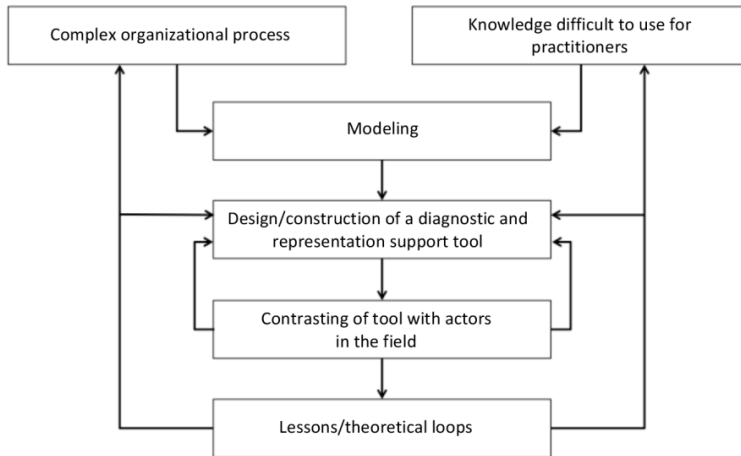 Complex organizational process
Knowledge difficult to use for
practitioners
Modeling
Design/construction of a diagnostic and
representation support tool
Contrasting of tool with actors
in the field
Lessons/theoretical loops